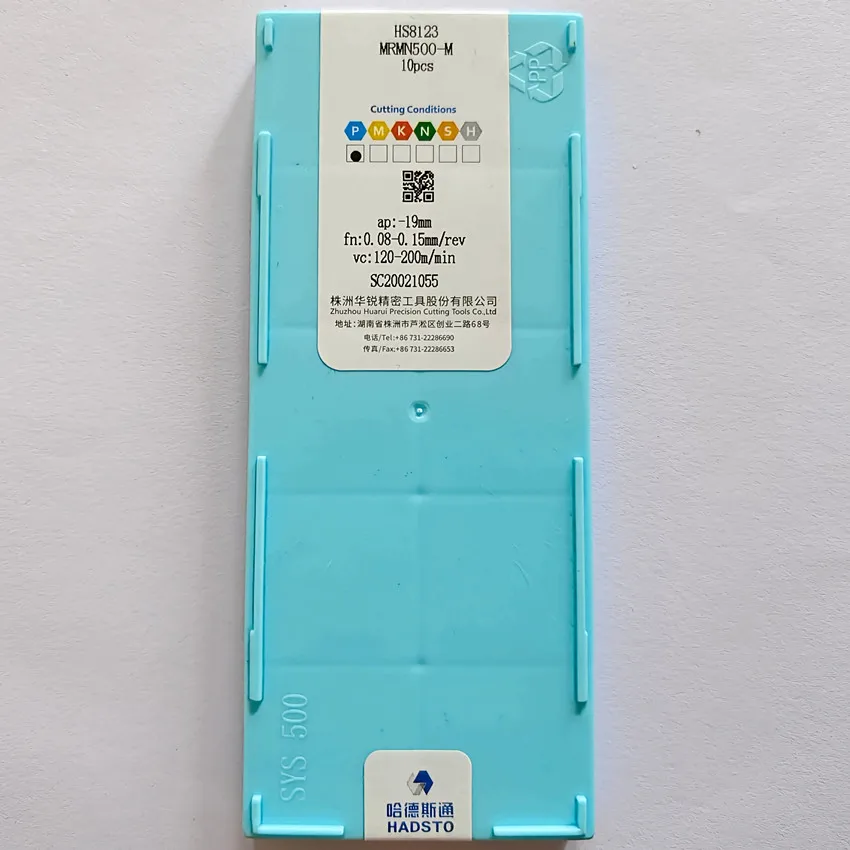 HS8123
MRMN500-M
10pcs
PP
Cutting Conditions
P M K N S H
ap:-19mm
fn:0.08-0.15mm/rev
vc:120-200m/min
SC20021055
株洲华锐精密工具股份有限公司
Zhuzhou Huarui Precision Cutting Tools Co.,Ltd
地址:湖南省株洲市芦淞区创业二路68号
电话/Tel:+86 731-22286690
传真/Fax:+86 731-22286653
SYS 500
哈德斯通
HADSTO